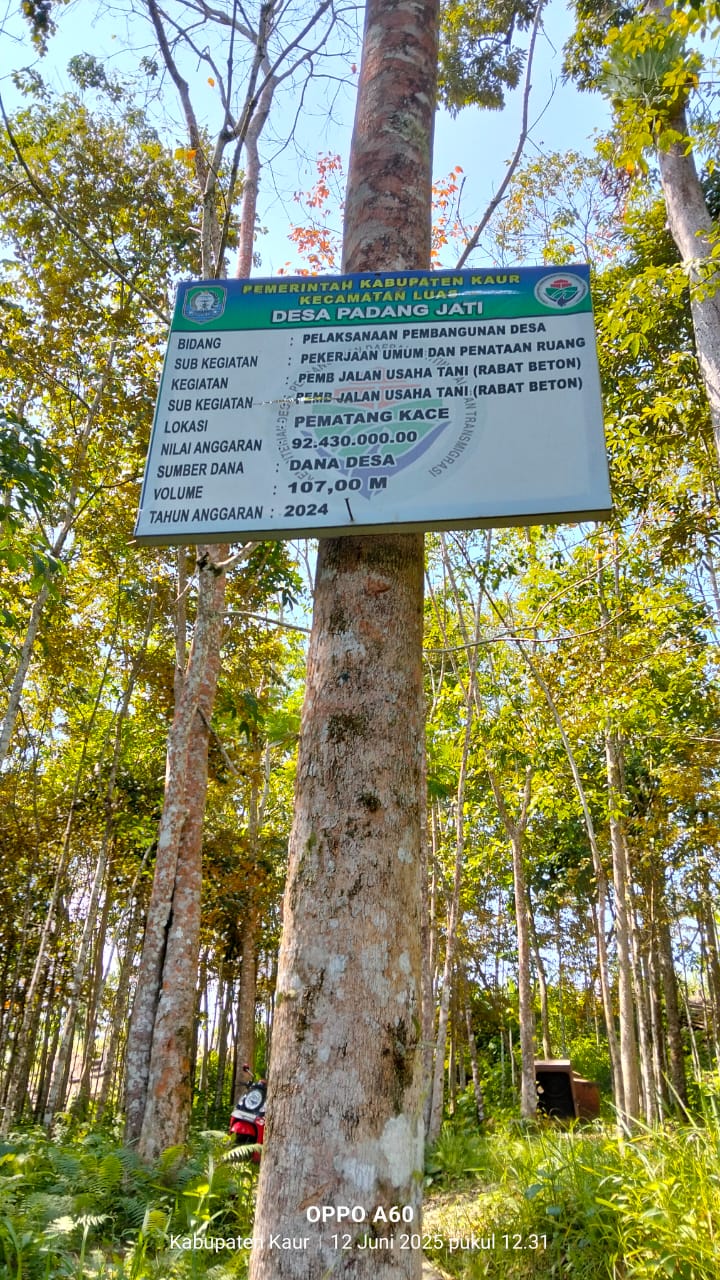 PEMERINTAH KABUPATEN KAUR
KECAMATAN LUAS
DESA PADANG JATI
BIDANG : PELAKSANAAN PEMBANGUNAN DESA
SUB KEGIATAN : PEKERJAAN UMUM DAN PENATAAN RUANG
KEGIATAN : PEMB JALAN USAHA TANI (RABAT BETON)
SUB KEGIATAN : PEMB JALAN USAHA TANI (RABAT BETON)
LOKASI : PEMATANG KACE
NILAI ANGGARAN : 92.430.000.00
SUMBER DANA : DANA DESA
VOLUME : 107,00 M
TAHUN ANGGARAN : 2024
TRANSMIGRASI
OPPO A60
Kabupaten Kaur | 12 Juni 2025 pukul 12.31